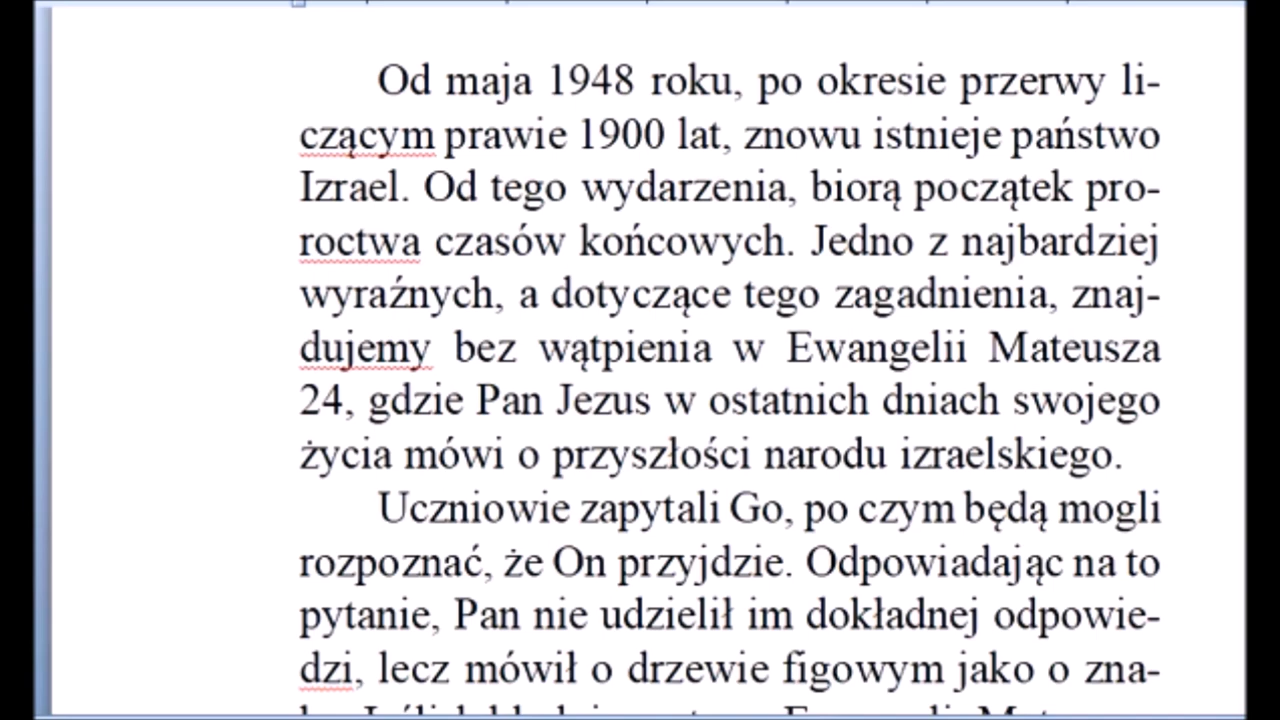 Od maja 1948 roku, po okresie przerwy li-
czącym prawie 1900 lat, znowu istnieje państwo
Izrael. Od tego wydarzenia, biorą początek pro-
roctwa czasów końcowych. Jedno z najbardziej
wyraźnych, a dotyczące tego zagadnienia, znaj-
dujemy bez wątpienia w Ewangelii Mateusza
24, gdzie Pan Jezus w ostatnich dniach swojego
życia mówi o przyszłości narodu izraelskiego.
Uczniowie zapytali Go, po czym będą mogli
rozpoznać, że On przyjdzie. Odpowiadając na to
pytanie, Pan nie udzielił im dokładnej odpowie-
dzi, lecz mówił o drzewie figowym jako o zna-